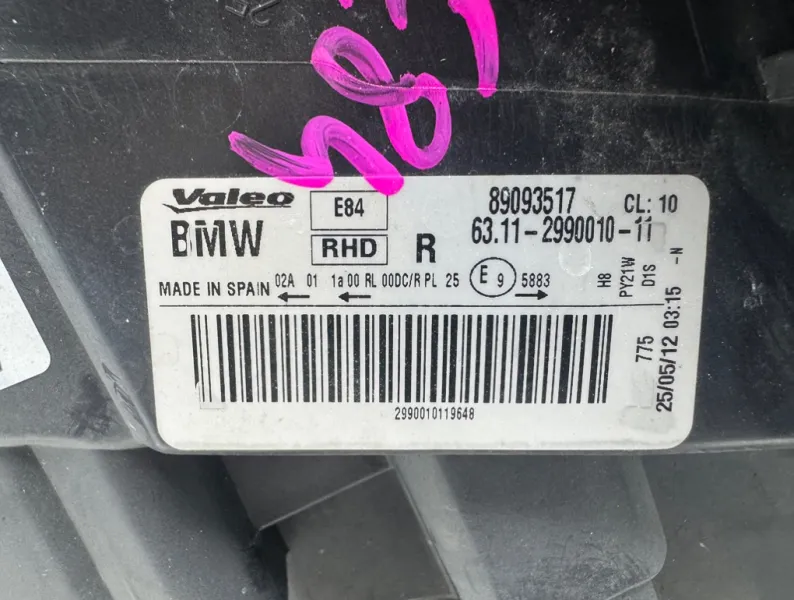 Valeo
BMW
E84
RHD
R
89093517 CL: 10
63.11-2990010-11
MADE IN SPAIN 02A 01 1a 00 RL 00DC/R PL 25 E 9 5883
H8
PY21W
D1S
-N
775
25/05/12 03:15
2990010119648